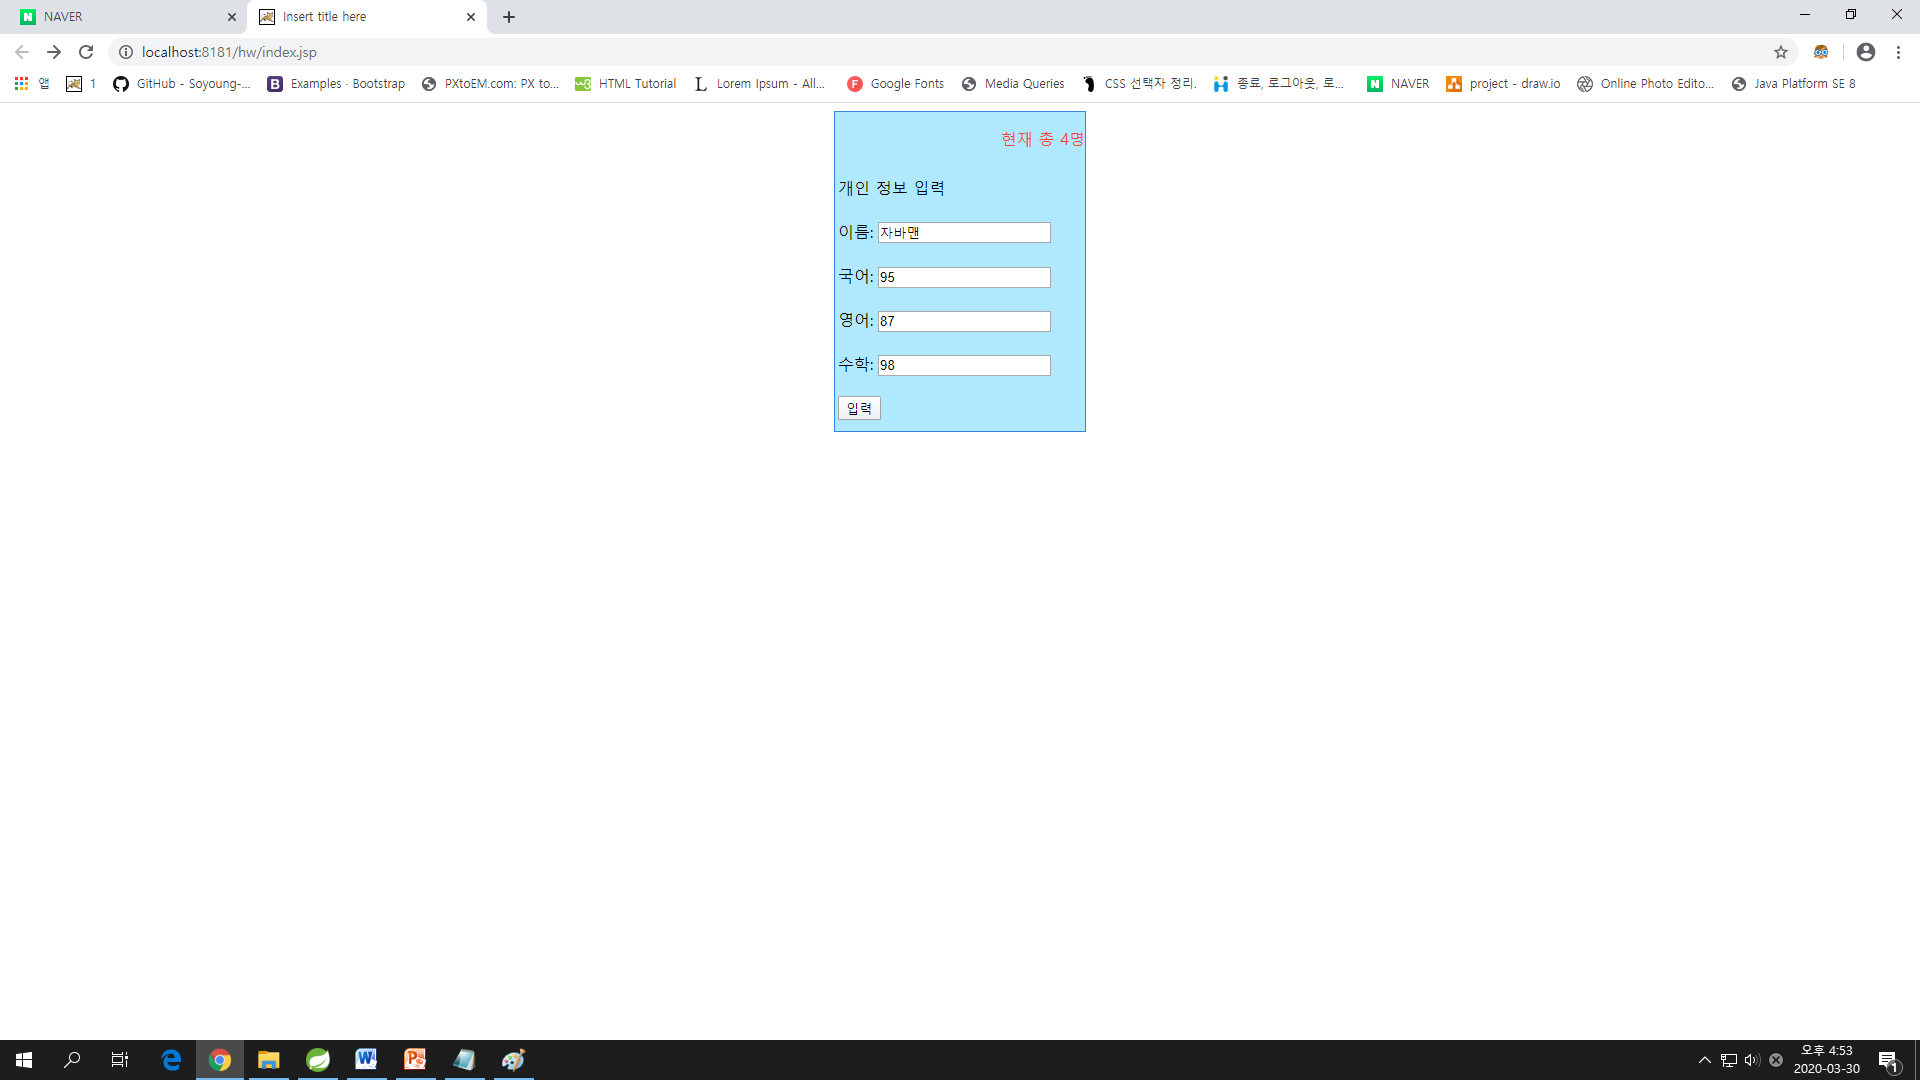 NAVER
Insert title here
localhost:8181/hw/index.jsp
앱
1
GitHub - Soyoung-...
Examples · Bootstrap
PXtoEM.com: PX to...
HTML Tutorial
Lorem Ipsum - All...
Google Fonts
Media Queries
CSS 선택자 정리.
종료, 로그아웃, 로...
NAVER
project - draw.io
Online Photo Edito...
Java Platform SE 8
현재 총 4명
개인 정보 입력
이름: 자바맨
국어: 95
영어: 87
수학: 98
입력
오후 4:53
2020-03-30
1